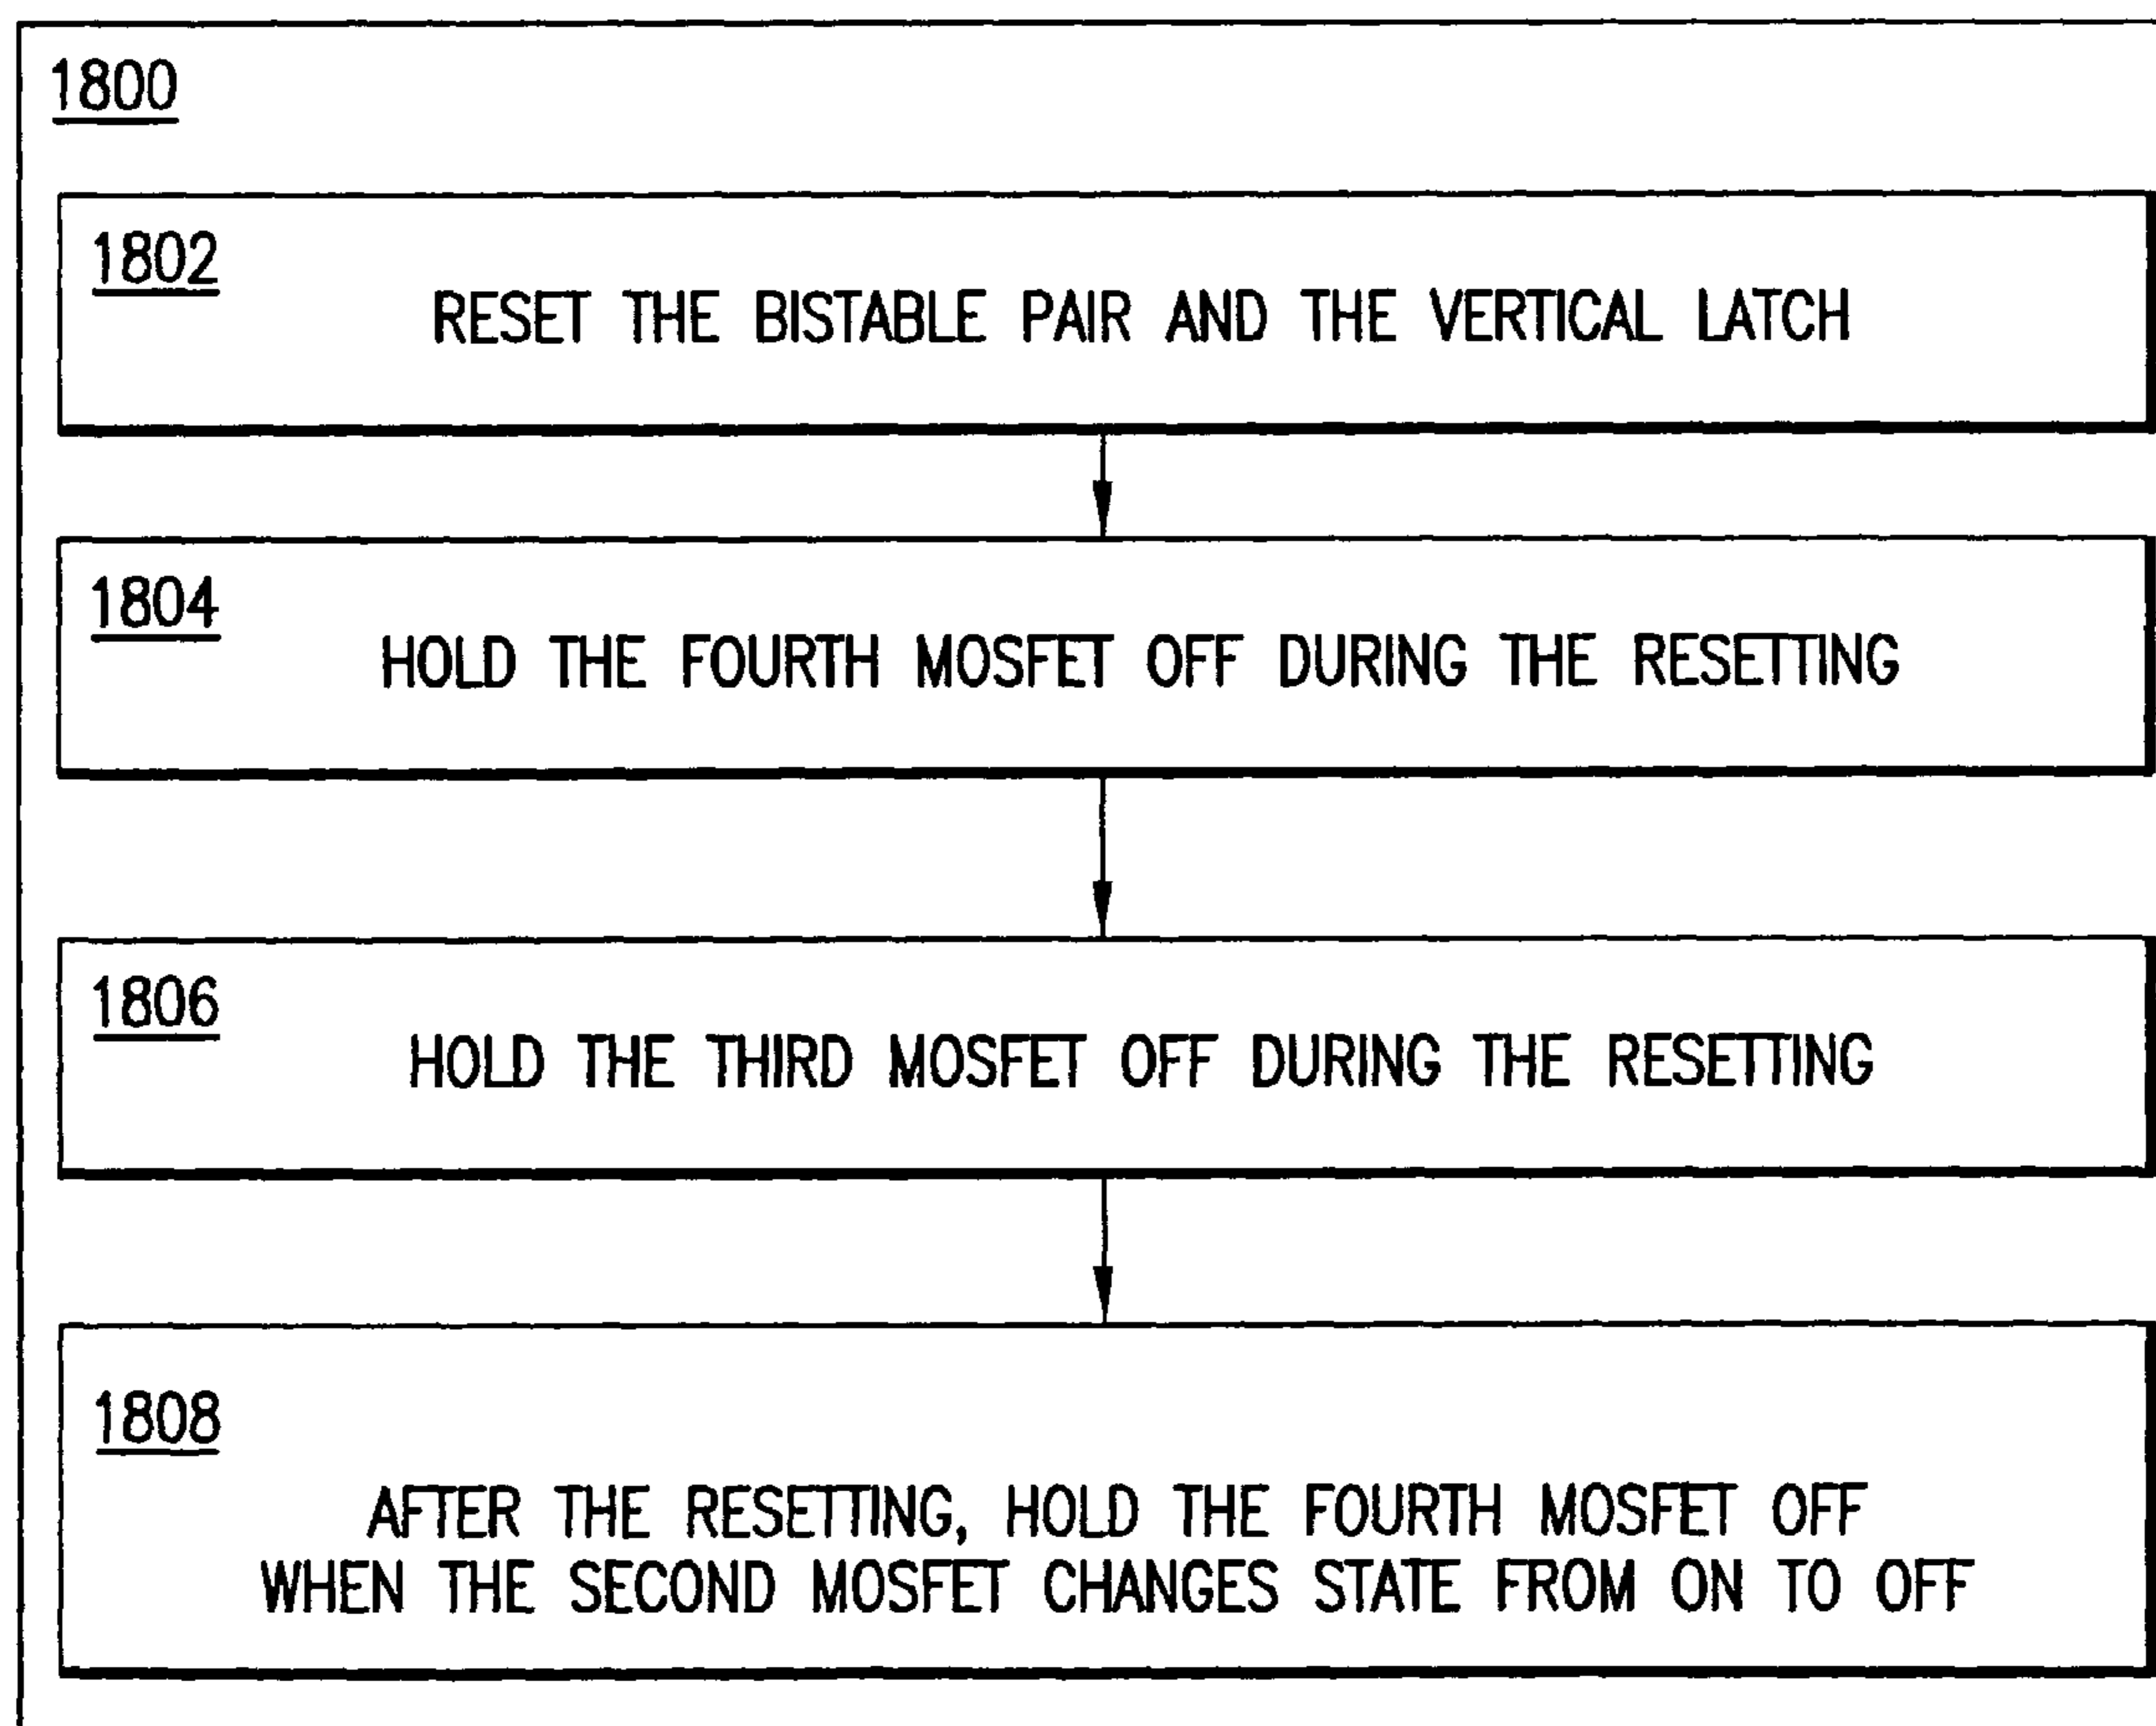 1800
1802
RESET THE BISTABLE PAIR AND THE VERTICAL LATCH
1804
HOLD THE FOURTH MOSFET OFF DURING THE RESETTING
1806
HOLD THE THIRD MOSFET OFF DURING THE RESETTING
1808
AFTER THE RESETTING, HOLD THE FOURTH MOSFET OFF
WHEN THE SECOND MOSFET CHANGES STATE FROM ON TO OFF